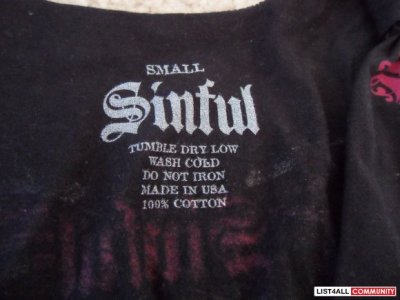 SMALL
Sinful
TUMBLE DRY LOW
WASH COLD
DO NOT IRON
MADE IN USA
100% COTTON
LIST4ALL COMMUNITY